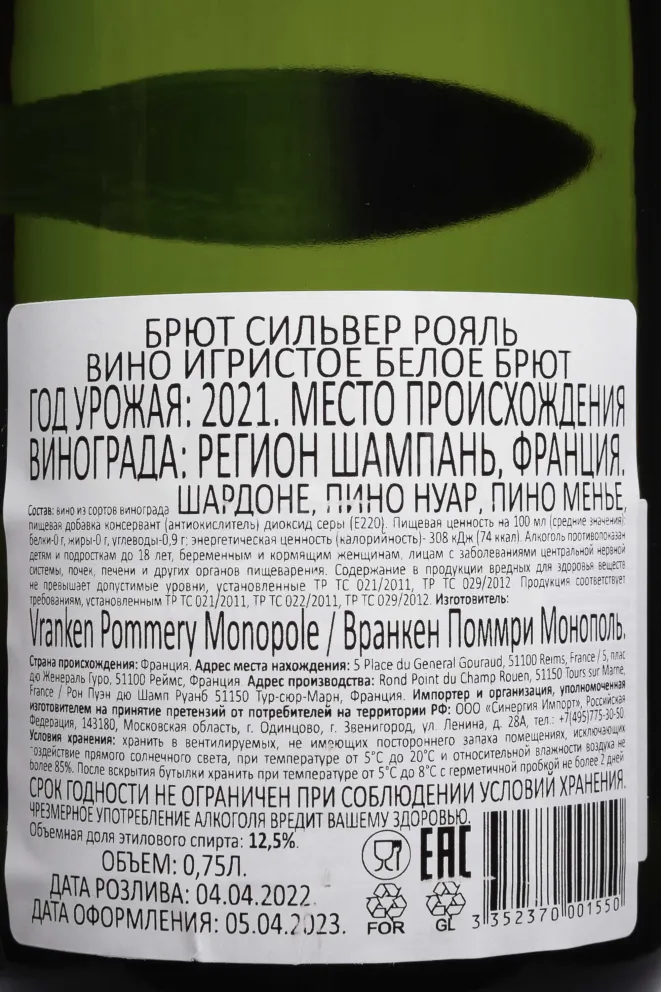 БРЮТ СИЛЬВЕР РОЯЛЬ
ВИНО ИГРИСТОЕ БЕЛОЕ БРЮТ
ГОД УРОЖАЯ: 2021. МЕСТО ПРОИСХОЖДЕНИЯ
ВИНОГРАДА: РЕГИОН ШАМПАНЬ, ФРАНЦИЯ.
Состав: вино из сортов винограда ШАРДОНЕ, ПИНО НУАР, ПИНО МЕНЬЕ,
пищевая добавка консервант (антиокислитель) диоксид серы (Е220). Пищевая ценность на 100 мл (средние значения):
белки-0 г, жиры-0 г, углеводы-0,9 г; энергетическая ценность (калорийность)- 308 кДж (74 ккал). Алкоголь противопоказан
детям и подросткам до 18 лет, беременным и кормящим женщинам, лицам с заболеваниями центральной нервной
системы, почек, печени и других органов пищеварения. Содержание в продукции вредных для здоровья веществ
не превышает допустимые уровни, установленные ТР ТС 021/2011, ТР ТС 029/2012 Продукция соответствует
требованиям, установленным ТР ТС 021/2011, ТР ТС 022/2011, ТР ТС 029/2012. Изготовитель:
Vranken Pommery Monopole / Вранкен Поммри Монополь.
Страна происхождения: Франция. Адрес места нахождения: 5 Place du General Gouraud, 51100 Reims, France / 5, плас
дю Женераль Гуро, 51100 Реймс, Франция. Адрес производства: Rond Point du Champ Rouen, 51150 Tours sur Marne,
France / Рон Пуэн дю Шамп Руанб 51150 Тур-сюр-Марн, Франция. Импортер и организация, уполномоченная
изготовителем на принятие претензий от потребителей на территории РФ: ООО «Синергия Импорт», Российская
Федерация, 143180, Московская область, г. Одинцово, г. Звенигород, ул. Ленина, д. 28А, тел.: +7(495)775-30-50.
Условия хранения: хранить в вентилируемых, не имеющих постороннего запаха помещениях, исключающих
воздействие прямого солнечного света, при температуре от 5°С до 20°С и относительной влажности воздуха не
более 85%. После вскрытия бутылки хранить при температуре от 5°С до 8°С с герметичной пробкой не более 2 дней.
СРОК ГОДНОСТИ НЕ ОГРАНИЧЕН ПРИ СОБЛЮДЕНИИ УСЛОВИЙ ХРАНЕНИЯ.
ЧРЕЗМЕРНОЕ УПОТРЕБЛЕНИЕ АЛКОГОЛЯ ВРЕДИТ ВАШЕМУ ЗДОРОВЬЮ.
Объемная доля этилового спирта: 12,5%.
ОБЪЕМ: 0,75Л.
ДАТА РОЗЛИВА: 04.04.2022.
ДАТА ОФОРМЛЕНИЯ: 05.04.2023.
EAC
FOR
GL
3 352370 001550